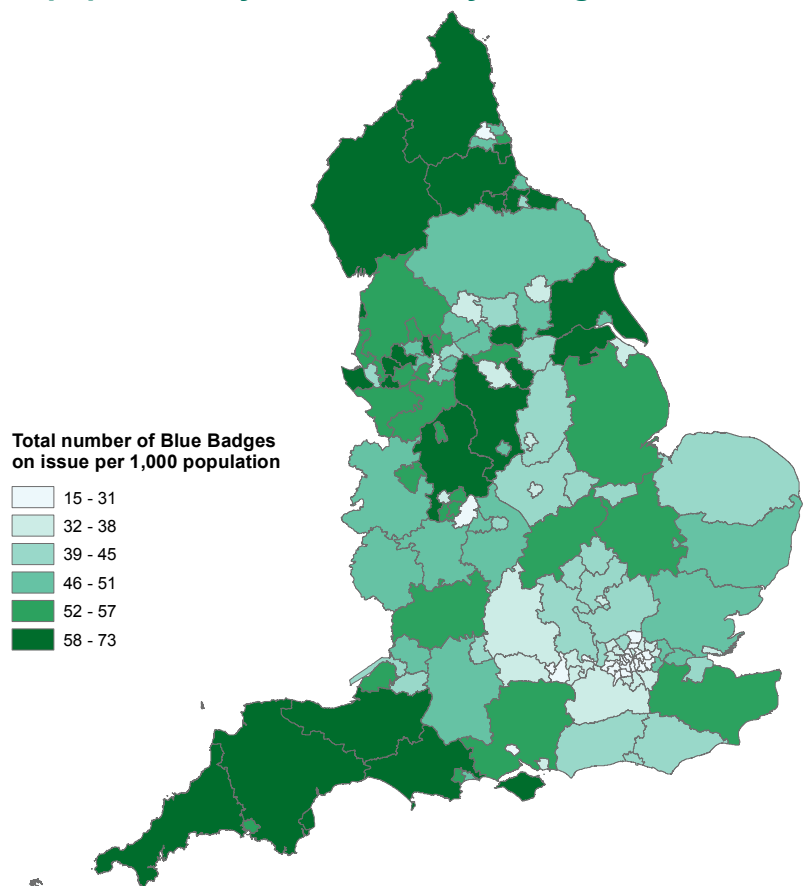 Total number of Blue Badges
on issue per 1,000 population
15 - 31
32 - 38
39 - 45
46 - 51
52 - 57
58 - 73